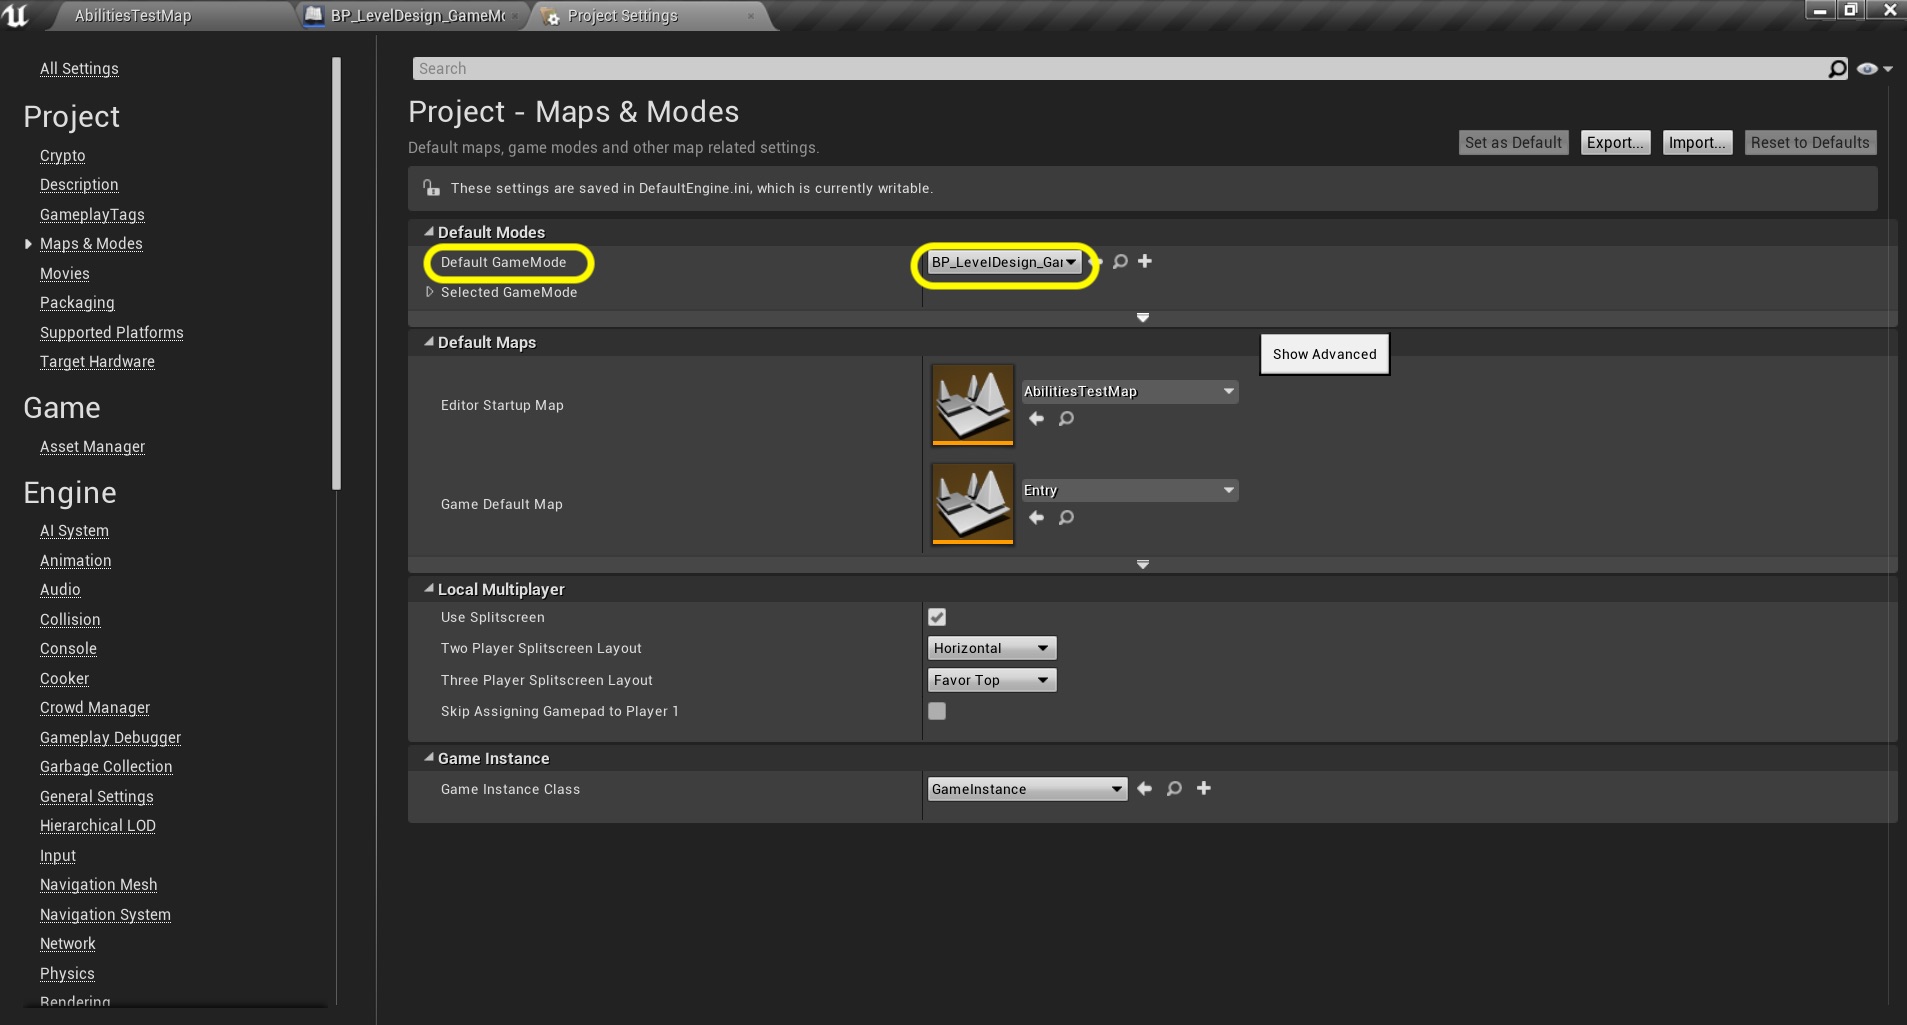 AbilitiesTestMap
BP_LevelDesign_GameMo
Project Settings
All Settings
Project
Crypto
Description
GameplayTags
Maps & Modes
Movies
Packaging
Supported Platforms
Target Hardware
Game
Asset Manager
Engine
AI System
Animation
Audio
Collision
Console
Cooker
Crowd Manager
Gameplay Debugger
Garbage Collection
General Settings
Hierarchical LOD
Input
Navigation Mesh
Navigation System
Network
Physics
Rendering
Search
Project - Maps & Modes
Default maps, game modes and other map related settings.
Set as Default
Export...
Import...
Reset to Defaults
These settings are saved in DefaultEngine.ini, which is currently writable.
Default Modes
Default GameMode
BP_LevelDesign_Gar
Selected GameMode
Default Maps
Show Advanced
Editor Startup Map
AbilitiesTestMap
Game Default Map
Entry
Local Multiplayer
Use Splitscreen
Two Player Splitscreen Layout
Horizontal
Three Player Splitscreen Layout
Favor Top
Skip Assigning Gamepad to Player 1
Game Instance
Game Instance Class
GameInstance